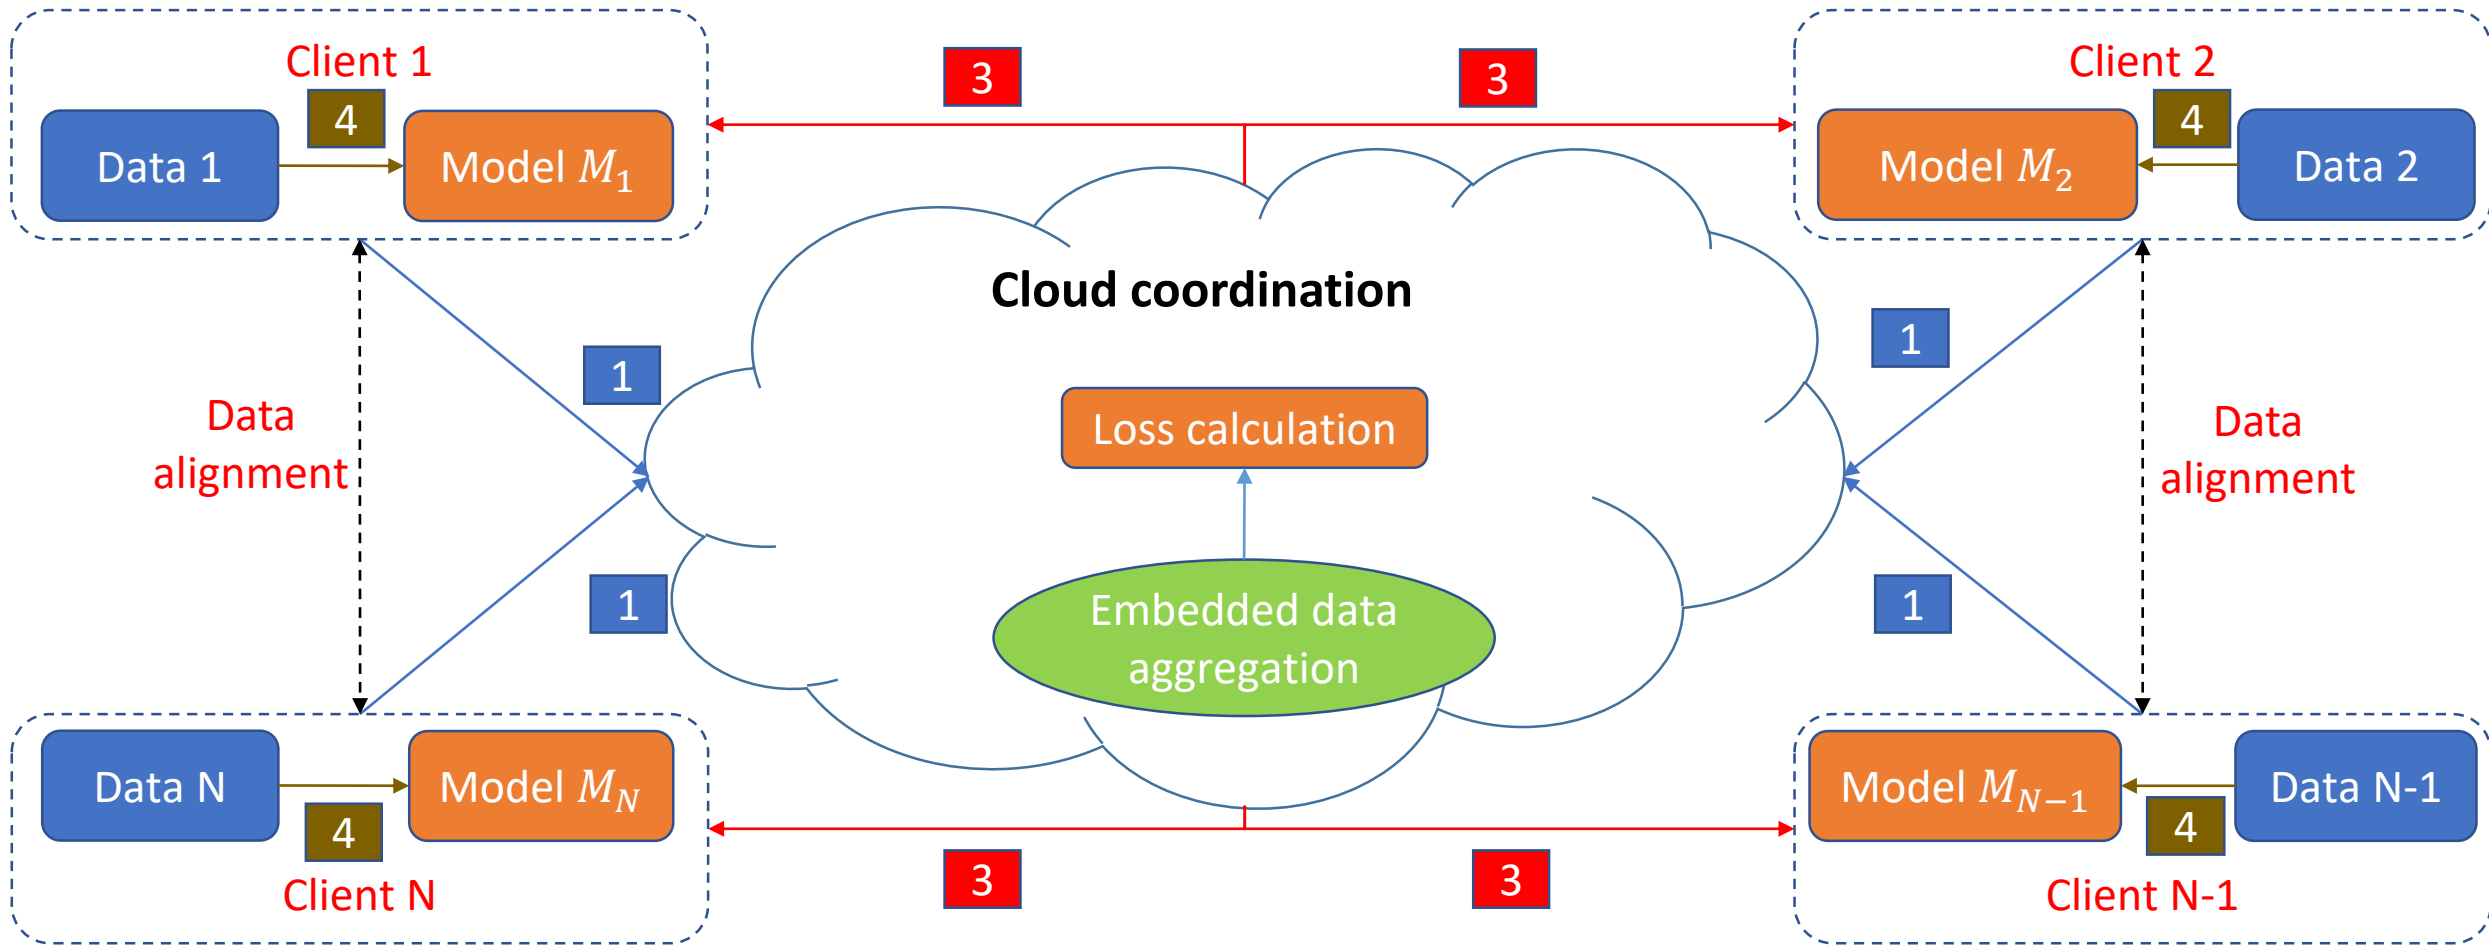 Client 1
4
Data 1
Model M₁
3
3
Client 2
4
Model M₂
Data 2
Cloud coordination
1
1
Data
alignment
Loss calculation
Data
alignment
1
Embedded data
aggregation
1
Data N
Model M_N
4
Client N
Model M_{N−1}
Data N-1
4
Client N-1
3
3